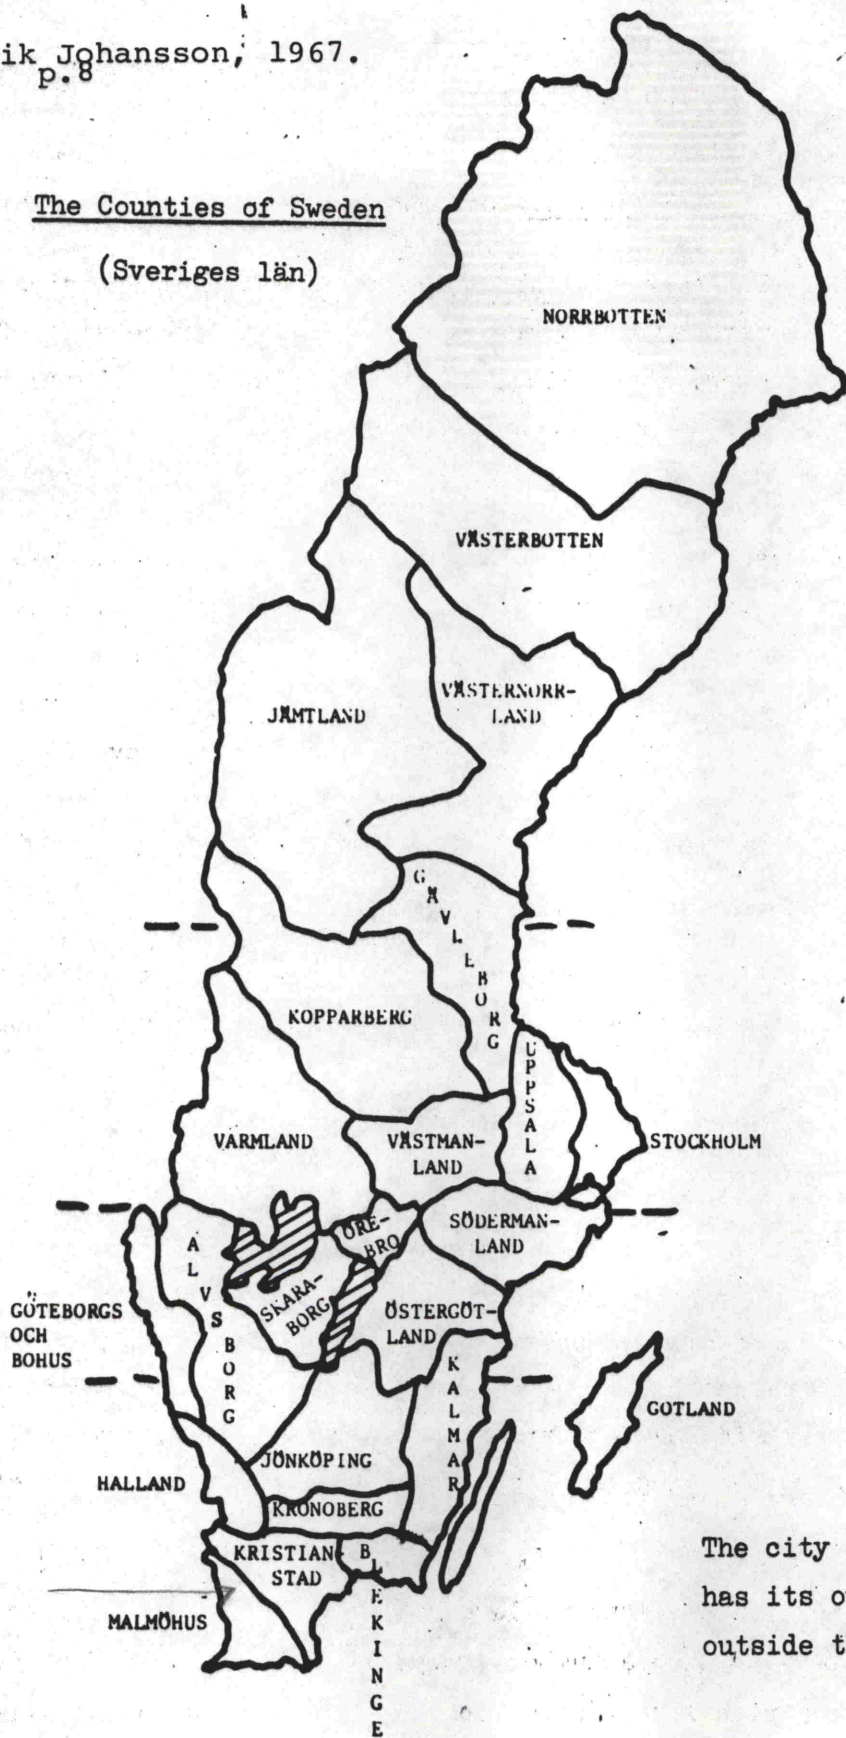 ik Johansson, 1967.
p.8
The Counties of Sweden
(Sveriges län)
NORRBOTTEN
VÄSTERBOTTEN
VÄSTERNORR-
LAND
JÄMTLAND
GÄVLEBORG
KOPPARBERG
UPPSALA
VARMLAND
VÄSTMAN-
LAND
STOCKHOLM
ÖRE-
BRO
SÖDERMAN-
LAND
ALVSBORG
SKARA-
BORG
ÖSTERGÖT-
LAND
GÖTEBORGS
OCH
BOHUS
KALMAR
GOTLAND
JÖNKÖPING
HALLAND
KRONOBERG
KRISTIAN-
STAD
BLEKINGE
MALMÖHUS
The city
has its o
outside t